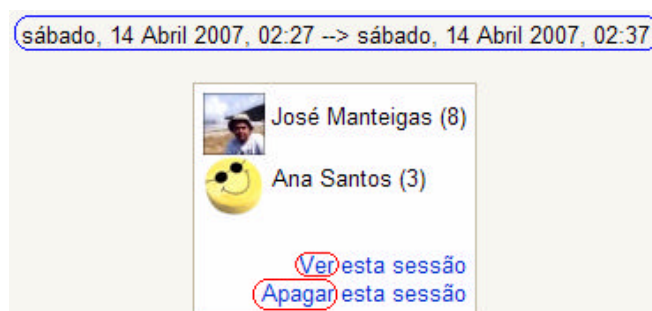 sábado, 14 Abril 2007, 02:27 --> sábado, 14 Abril 2007, 02:37
José Manteigas (8)
Ana Santos (3)
Ver esta sessão
Apagar esta sessão